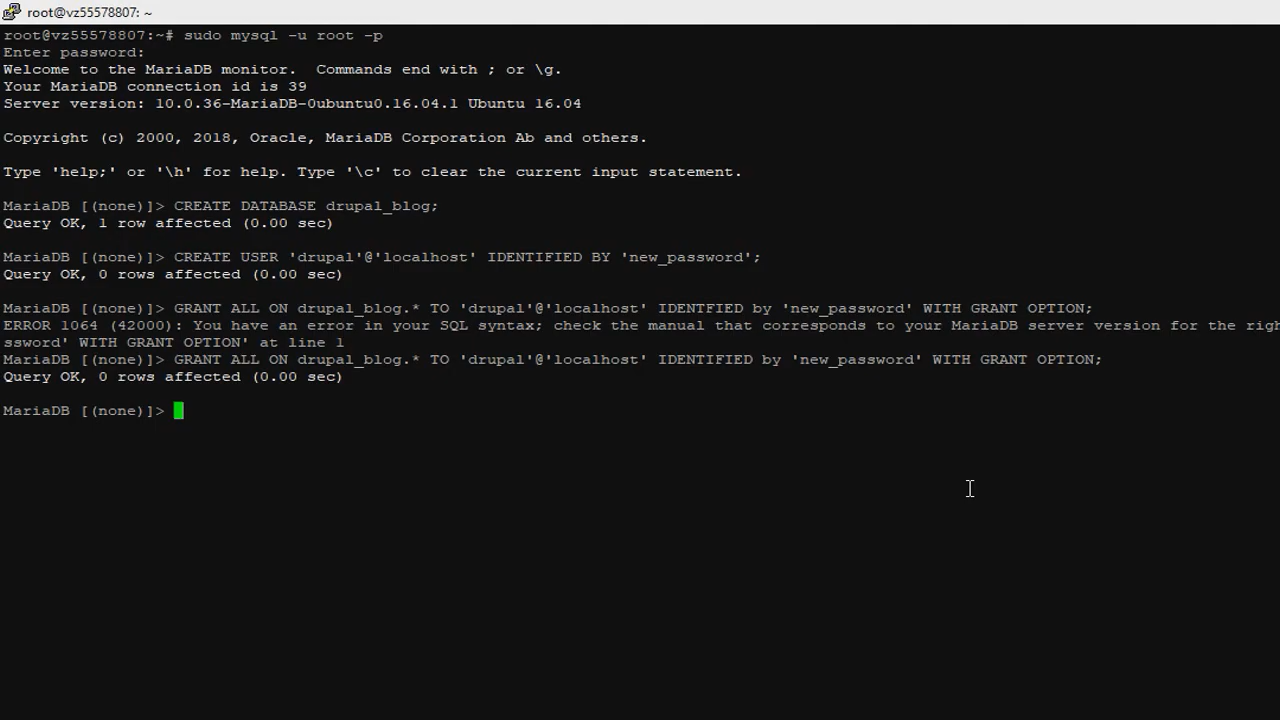 root@vz55578807: ~
root@vz55578807:~# sudo mysql -u root -p
Enter password:
Welcome to the MariaDB monitor.  Commands end with ; or \g.
Your MariaDB connection id is 39
Server version: 10.0.36-MariaDB-0ubuntu0.16.04.1 Ubuntu 16.04
Copyright (c) 2000, 2018, Oracle, MariaDB Corporation Ab and others.
Type 'help;' or '\h' for help. Type '\c' to clear the current input statement.
MariaDB [(none)]> CREATE DATABASE drupal_blog;
Query OK, 1 row affected (0.00 sec)
MariaDB [(none)]> CREATE USER 'drupal'@'localhost' IDENTIFIED BY 'new_password';
Query OK, 0 rows affected (0.00 sec)
MariaDB [(none)]> GRANT ALL ON drupal_blog.* TO 'drupal'@'localhost' IDENTFIED by 'new_password' WITH GRANT OPTION;
ERROR 1064 (42000): You have an error in your SQL syntax; check the manual that corresponds to your MariaDB server version for the righ
ssword' WITH GRANT OPTION' at line 1
MariaDB [(none)]> GRANT ALL ON drupal_blog.* TO 'drupal'@'localhost' IDENTIFIED by 'new_password' WITH GRANT OPTION;
Query OK, 0 rows affected (0.00 sec)
MariaDB [(none)]>